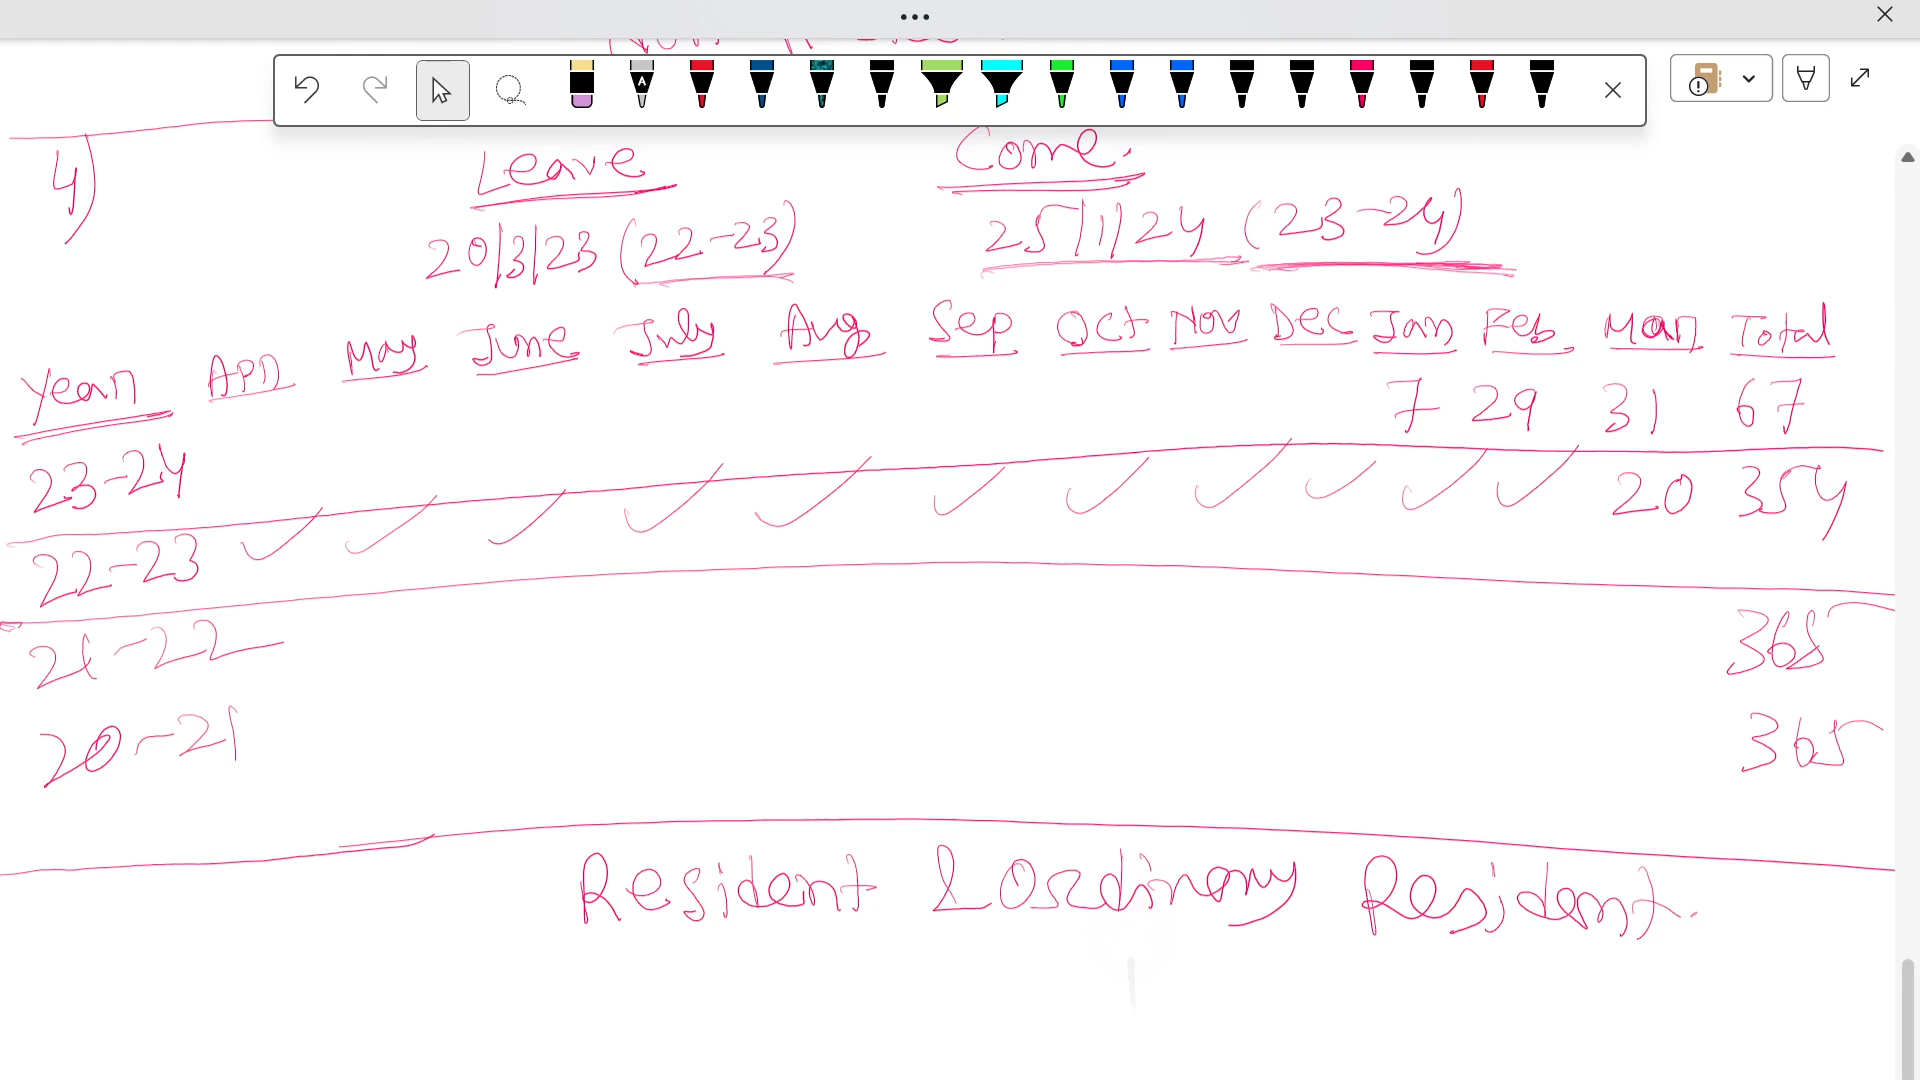 4)
Leave Come.
20/3/23 (22-23) 25/1/24 (23-24)
Year Apr May June July Aug Sep Oct Nov Dec Jan Feb Mar Total
23-24 7 29 31 67
22-23 ✓ ✓ ✓ ✓ ✓ ✓ ✓ ✓ ✓ ✓ ✓ 20 354
21-22 365
20-21 365
Resident & Ordinary Resident.